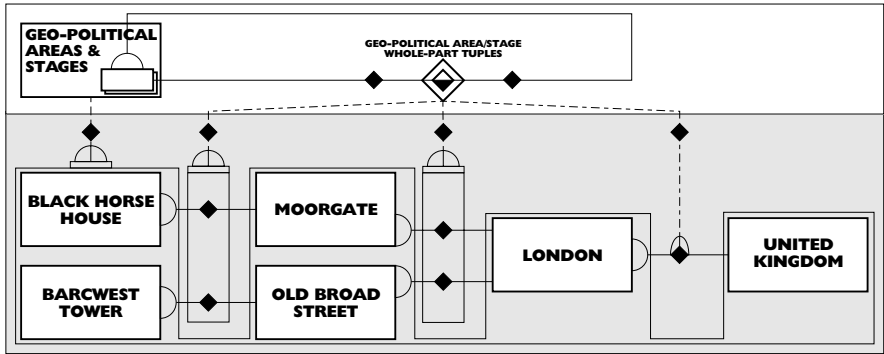 GEO-POLITICAL
AREAS &
STAGES
GEO-POLITICAL AREA/STAGE
WHOLE-PART TUPLES
BLACK HORSE
HOUSE
MOORGATE
LONDON
UNITED
KINGDOM
BARCWEST
TOWER
OLD BROAD
STREET